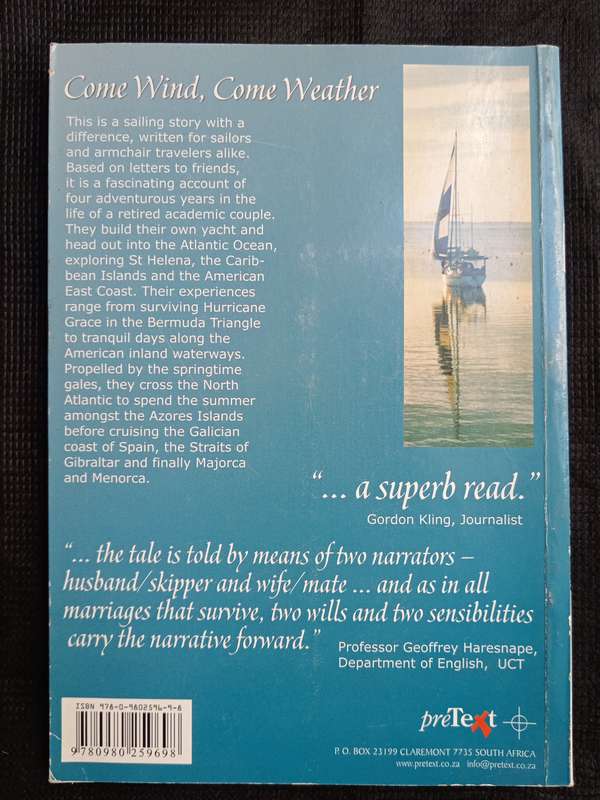 Come Wind, Come Weather
This is a sailing story with a
difference, written for sailors
and armchair travelers alike.
Based on letters to friends,
it is a fascinating account of
four adventurous years in the
life of a retired academic couple.
They build their own yacht and
head out into the Atlantic Ocean,
exploring St Helena, the Carib-
bean Islands and the American
East Coast. Their experiences
range from surviving Hurricane
Grace in the Bermuda Triangle
to tranquil days along the
American inland waterways.
Propelled by the springtime
gales, they cross the North
Atlantic to spend the summer
amongst the Azores Islands
before cruising the Galician
coast of Spain, the Straits of
Gibraltar and finally Majorca
and Menorca.
“... a superb read.”
Gordon Kling, Journalist
“... the tale is told by means of two narrators –
husband/skipper and wife/mate ... and as in all
marriages that survive, two wills and two sensibilities
carry the narrative forward.”
Professor Geoffrey Haresnape,
Department of English, UCT
ISBN 978-0-9802596-9-8
9 780980 259698
preText
P. O. BOX 23199 CLAREMONT 7735 SOUTH AFRICA
www.pretext.co.za info@pretext.co.za